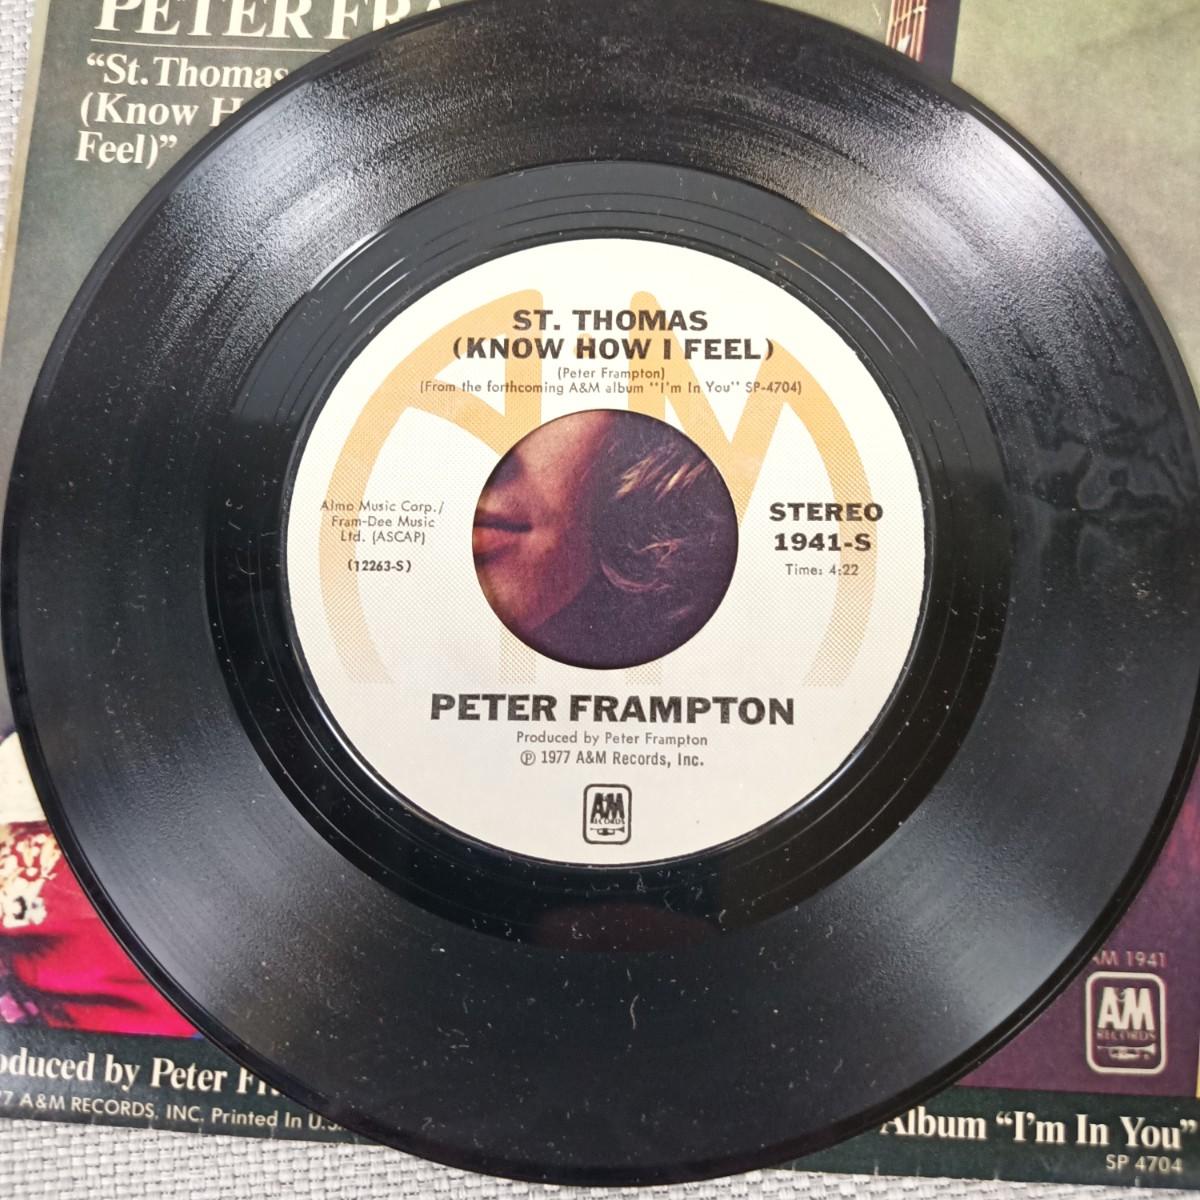 PETER
"St. Thomas
(Know
Feel)"
ST. THOMAS
(KNOW HOW I FEEL)
(Peter Frampton)
(From the forthcoming A&M album "I'm In You" SP-4704)
Almo Music Corp./
Fram-Dee Music
Ltd. (ASCAP)
(12263-S)
STEREO
1941-S
Time: 4:22
PETER FRAMPTON
Produced by Peter Frampton
℗ 1977 A&M Records, Inc.
A&M
RECORDS
AM 1941
A&M
RECORDS
oduced by Peter
77 A&M RECORDS, INC. Printed In U.S.
Album "I'm In You"
SP 4704